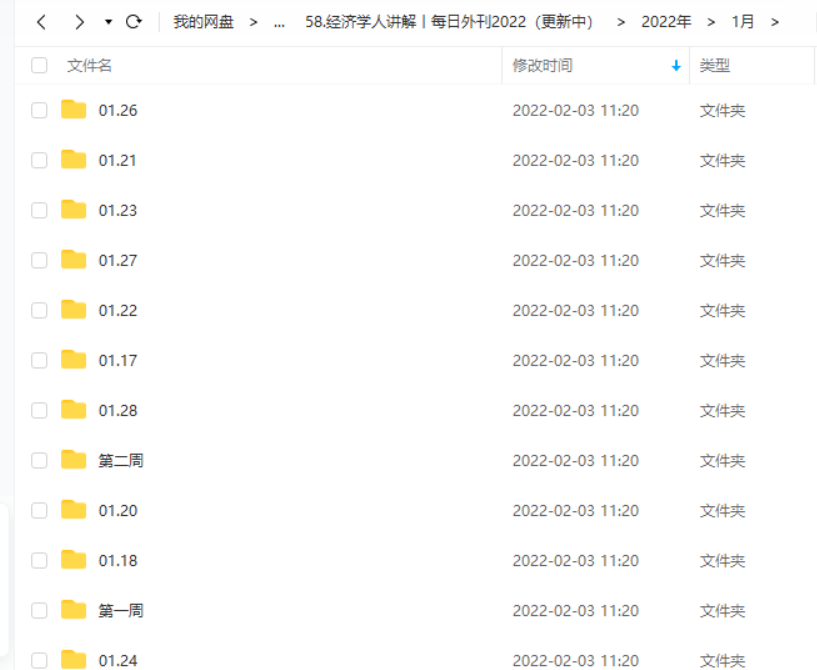 我的网盘 > ... 58.经济学人讲解丨每日外刊2022（更新中） > 2022年 > 1月 >
文件名 修改时间 类型
01.26 2022-02-03 11:20 文件夹
01.21 2022-02-03 11:20 文件夹
01.23 2022-02-03 11:20 文件夹
01.27 2022-02-03 11:20 文件夹
01.22 2022-02-03 11:20 文件夹
01.17 2022-02-03 11:20 文件夹
01.28 2022-02-03 11:20 文件夹
第二周 2022-02-03 11:20 文件夹
01.20 2022-02-03 11:20 文件夹
01.18 2022-02-03 11:20 文件夹
第一周 2022-02-03 11:20 文件夹
01.24 2022-02-03 11:20 文件夹